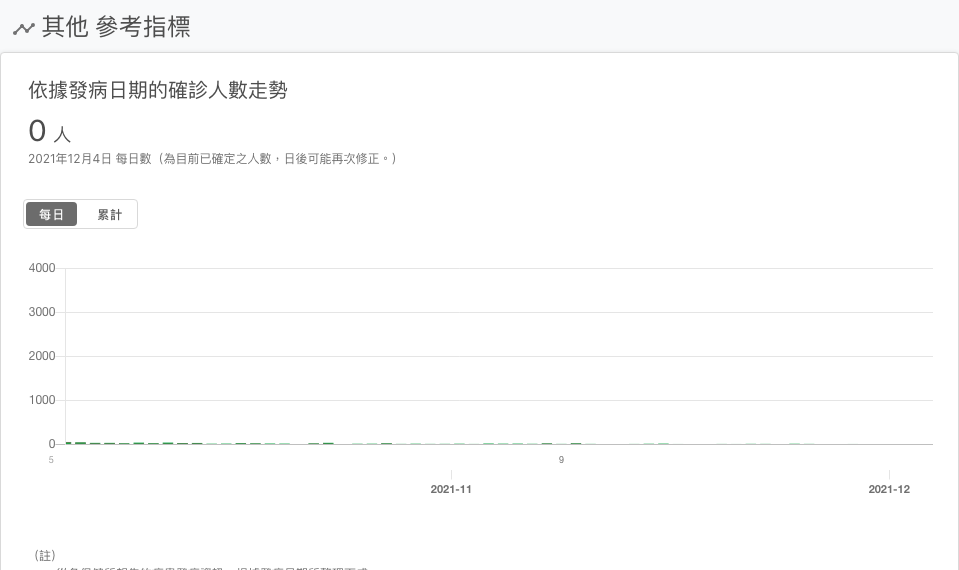 其他 參考指標
依據發病日期的確診人數走勢
0 人
2021年12月4日 每日數（為目前已確定之人數，日後可能再次修正。）
每日 累計
4000
3000
2000
1000
0
5 9
2021-11 2021-12
（註）